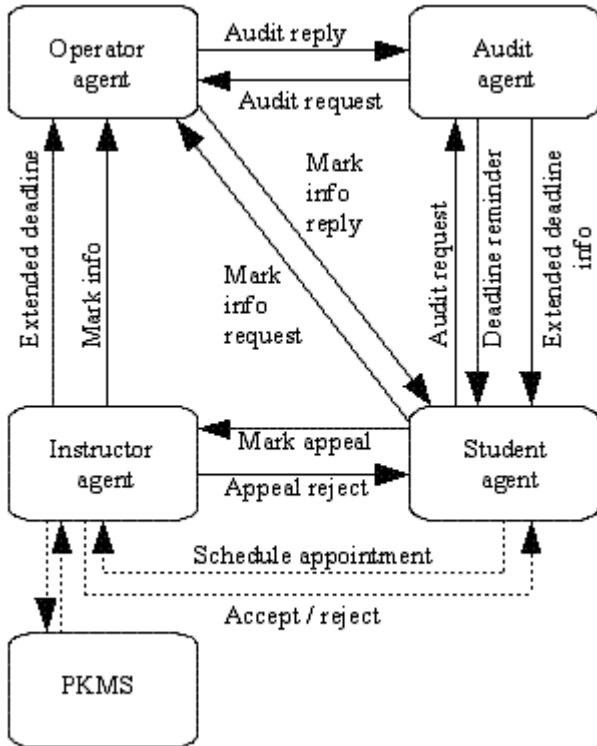 Operator
agent
Audit reply
Audit request
Audit
agent
Extended deadline
Mark info
Mark
info
reply
Mark
info
request
Audit request
Deadline reminder
Extended deadline
info
Instructor
agent
Mark appeal
Appeal reject
Student
agent
Schedule appointment
Accept / reject
PKMS